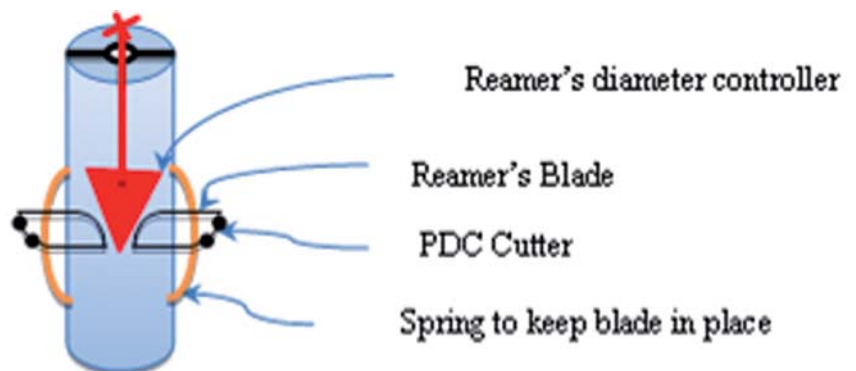 Reamer's diameter controller
Reamer's Blade
PDC Cutter
Spring to keep blade in place